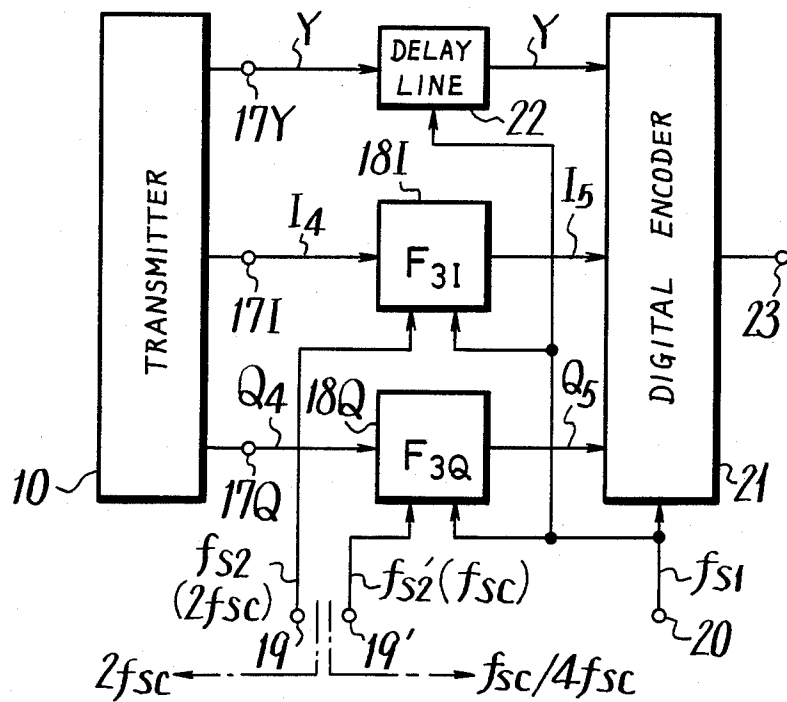 Y
DELAY
LINE
Y
17Y
22
TRANSMITTER
18I
I4
F3I
I5
17I
DIGITAL ENCODER
23
Q4
18Q
F3Q
Q5
10
17Q
21
fS2
(2fSC)
fS2'(fSC)
fS1
19
19'
20
2fSC
fSC/4fSC